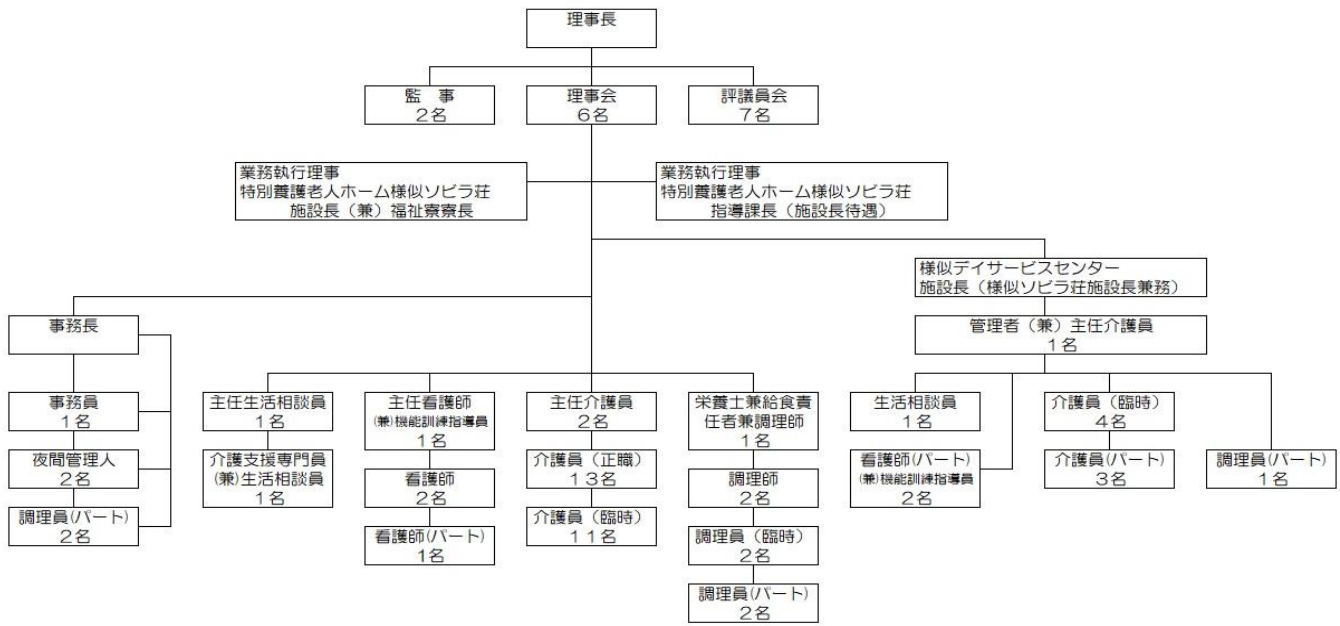 理事長
監　事
2名
理事会
6名
評議員会
7名
業務執行理事
特別養護老人ホーム様似ソビラ荘
施設長（兼）福祉寮寮長
業務執行理事
特別養護老人ホーム様似ソビラ荘
指導課長（施設長待遇）
様似デイサービスセンター
施設長（様似ソビラ荘施設長兼務）
管理者（兼）主任介護員
1名
事務長
事務員
1名
夜間管理人
2名
調理員(パート)
2名
主任生活相談員
1名
介護支援専門員
(兼)生活相談員
1名
主任看護師
(兼)機能訓練指導員
1名
看護師
2名
看護師(パート)
1名
主任介護員
2名
介護員（正職）
13名
介護員（臨時）
11名
栄養士兼給食責
任者兼調理師
1名
調理師
2名
調理員（臨時）
2名
調理員(パート)
2名
生活相談員
1名
看護師(パート)
(兼)機能訓練指導員
2名
介護員（臨時）
4名
介護員(パート)
3名
調理員(パート)
1名